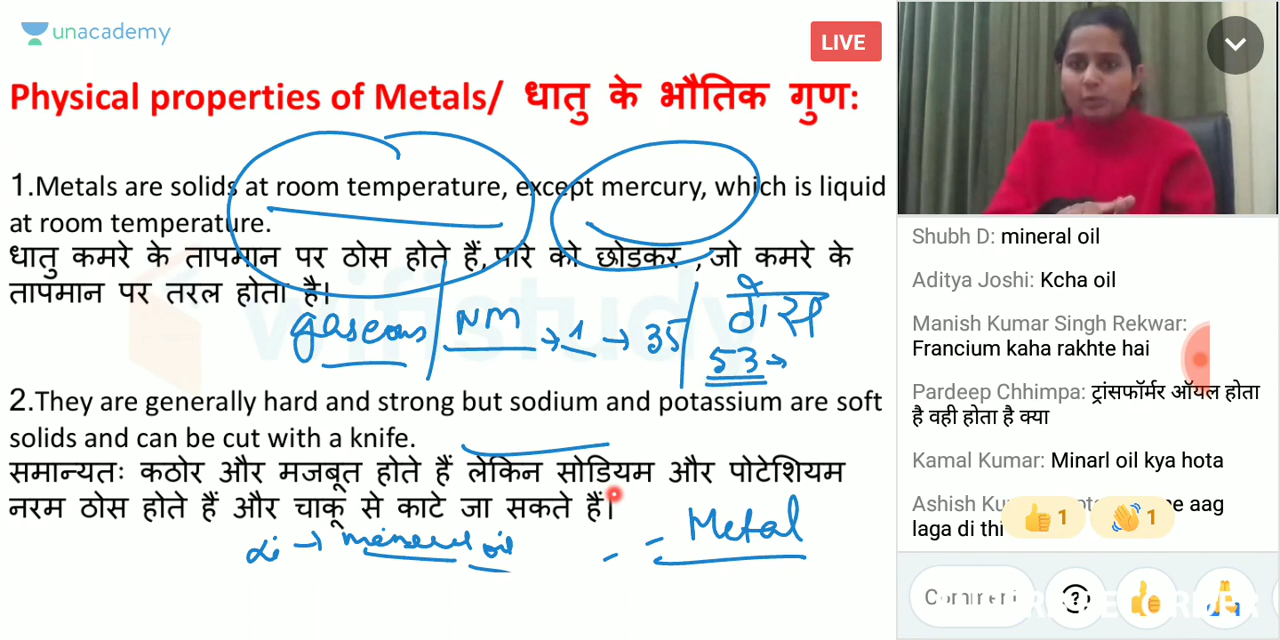 unacademy
LIVE
Physical properties of Metals/ धातु के भौतिक गुण:
1.Metals are solids at room temperature, except mercury, which is liquid
at room temperature.
धातु कमरे के तापमान पर ठोस होते हैं, पारे को छोडकर ,जो कमरे के
तापमान पर तरल होता है।
gaseous NM → 1 → 35 ठोस
53 →
2.They are generally hard and strong but sodium and potassium are soft
solids and can be cut with a knife.
समान्यतः कठोर और मजबूत होते हैं लेकिन सोडियम और पोटेशियम
नरम ठोस होते हैं और चाकू से काटे जा सकते हैं।
Li → mineral oil Metal
wifistudy
Shubh D: mineral oil
Aditya Joshi: Kcha oil
Manish Kumar Singh Rekwar:
Francium kaha rakhte hai
Pardeep Chhimpa: ट्रांसफॉर्मर ऑयल होता
है वही होता है क्या
Kamal Kumar: Minarl oil kya hota
Ashish Ku e aag
laga di thi
1
1
Comment
?